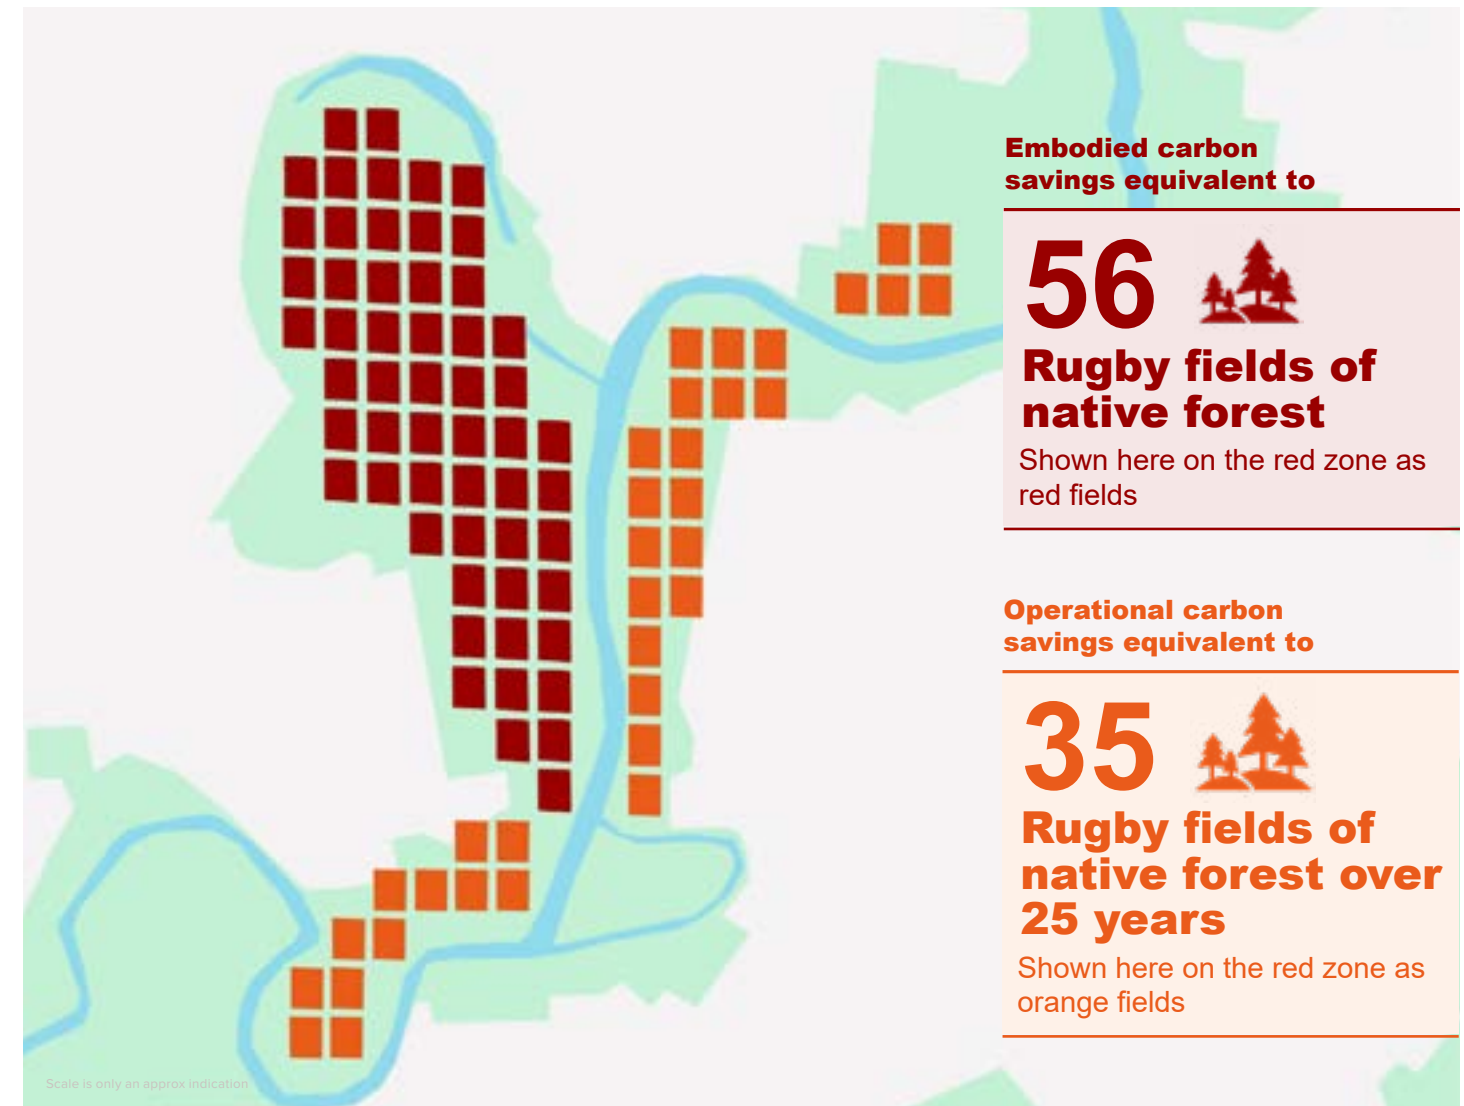 Embodied carbon
savings equivalent to
56
Rugby fields of
native forest
Shown here on the red zone as
red fields
Operational carbon
savings equivalent to
35
Rugby fields of
native forest over
25 years
Shown here on the red zone as
orange fields
Scale is only an approx indication